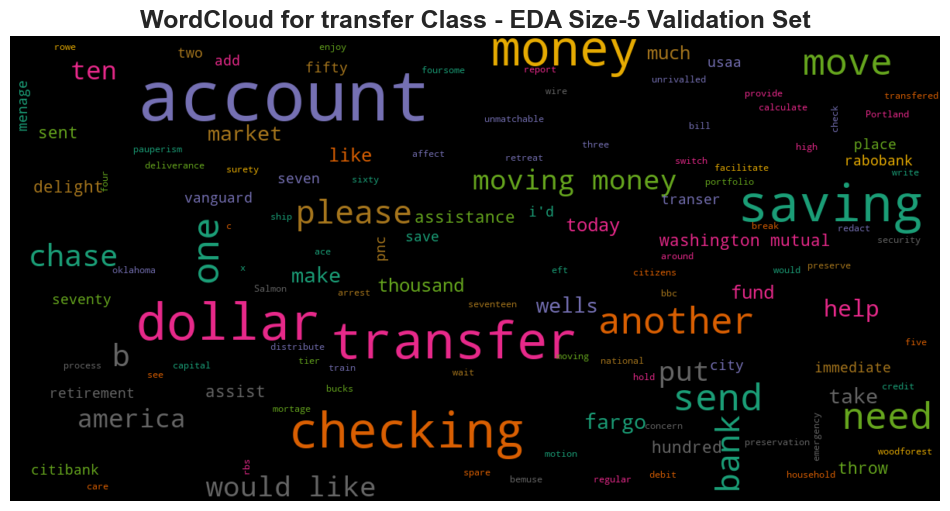 WordCloud for transfer Class - EDA Size-5 Validation Set
rowe
two
enjoy
money
much
usaa
move
ten
add
fifty
foursome
report
unrivalled
menage
account
wire
provide
transfered
calculate
Portland
sent
market
unmatchable
bill
check
pauperism
like
affect
three
high
place
deliverance
surety
retreat
switch
facilitate
rabobank
four
delight
seven
sixty
moving money
portfolio
write
vanguard
transer
saving
please
assistance
i'd
ship
c
today
break
redact
one
save
pnc
washington mutual
security
chase
ace
around
oklahoma
x
make
eft
citizens
would
preserve
Salmon
arrest
thousand
bbc
fund
seventy
seventeen
wells
help
dollar
transfer
another
five
b
distribute
moving
process
tier
national
see
capital
train
wait
put
city
immediate
hold
retirement
assist
bucks
send
take
credit
america
mortage
need
checking
fargo
concern
bank
emergency
hundred
preservation
woodforest
citibank
rbs
motion
throw
care
spare
debit
household
would like
bemuse
regular